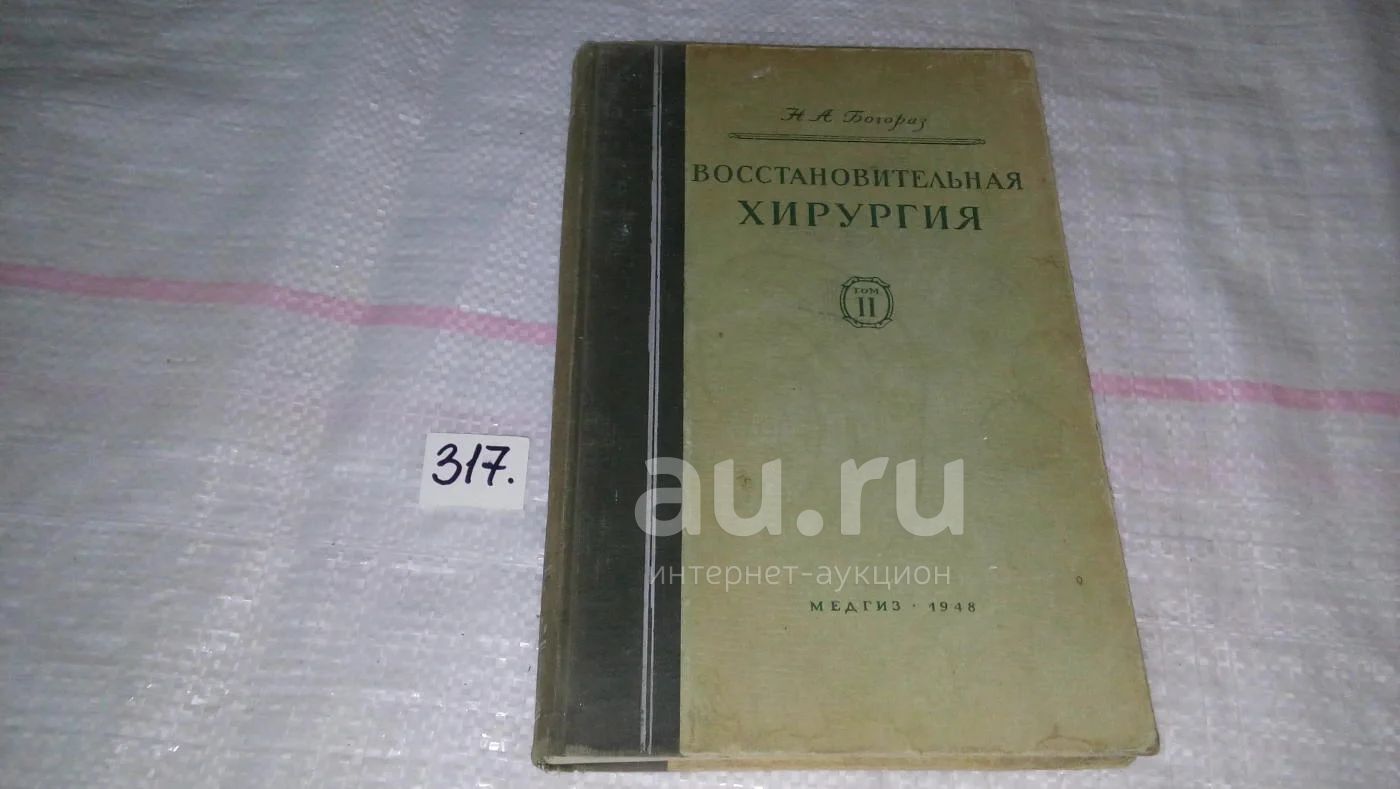 Н А Богораз
ВОССТАНОВИТЕЛЬНАЯ
ХИРУРГИЯ
ТОМ
II
317.
au.ru
интернет-аукцион
МЕДГИЗ · 1948